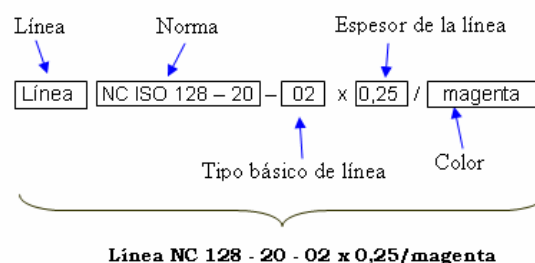 Línea Norma Espesor de la línea
Línea NC ISO 128 – 20 – 02 x 0,25 / magenta
Tipo básico de línea Color
Línea NC 128 - 20 - 02 x 0,25/magenta